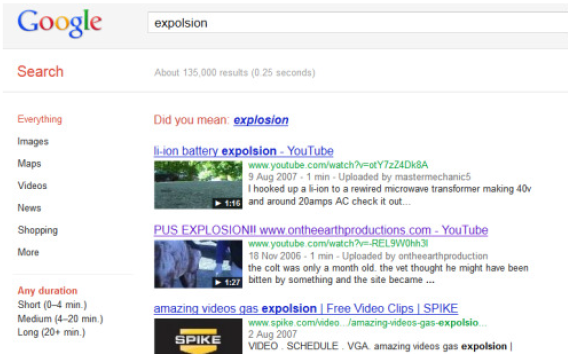 Google
expolsion
Search
About 135,000 results (0.25 seconds)
Everything
Images
Maps
Videos
News
Shopping
More
Any duration
Short (0–4 min.)
Medium (4–20 min.)
Long (20+ min.)
Did you mean: explosion
li-ion battery expolsion - YouTube
www.youtube.com/watch?v=otY7zZ4Dk8A
9 Aug 2007 - 1 min - Uploaded by mastermechanic5
I hooked up a li-ion to a rewired microwave transformer making 40v
and around 20amps AC check it out...
1:16
PUS EXPLOSION!! www.ontheearthproductions.com - YouTube
www.youtube.com/watch?v=-REL9W0hh3I
18 Nov 2006 - 1 min - Uploaded by ontheearthproduction
the colt was only a month old. the vet thought he might have been
bitten by something and the site became ...
1:27
amazing videos gas expolsion | Free Video Clips | SPIKE
www.spike.com/video.../amazing-videos-gas-expolsio...
2 Aug 2007
VIDEO . SCHEDULE . VGA. amazing videos gas expolsion |
SPIKE